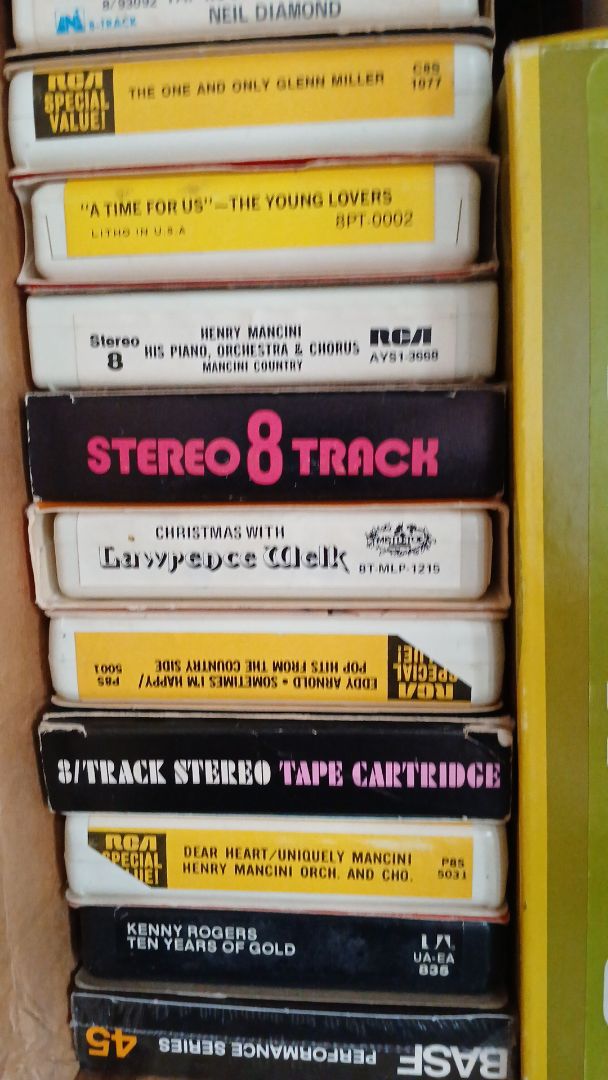 8-TRACK
NEIL DIAMOND
RCA
SPECIAL
VALUE!
THE ONE AND ONLY GLENN MILLER
C8S
1077
"A TIME FOR US"—THE YOUNG LOVERS
LITHO IN U.S.A
8PT-0002
Stereo
8
HENRY MANCINI
HIS PIANO, ORCHESTRA & CHORUS
MANCINI COUNTRY
RCA
AYS1-3668
STEREO 8 TRACK
CHRISTMAS WITH
Lawrence Welk
8T-MLP-1215
RCA
SPECIAL
EDDY ARNOLD • SOMETIMES I'M HAPPY/
POP HITS FROM THE COUNTRY SIDE
P8S
5001
8/TRACK STEREO TAPE CARTRIDGE
RCA
SPECIAL
DEAR HEART/UNIQUELY MANCINI
HENRY MANCINI ORCH. AND CHO.
P8S
5031
KENNY ROGERS
TEN YEARS OF GOLD
UA-EA
835
BASF PERFORMANCE SERIES 45